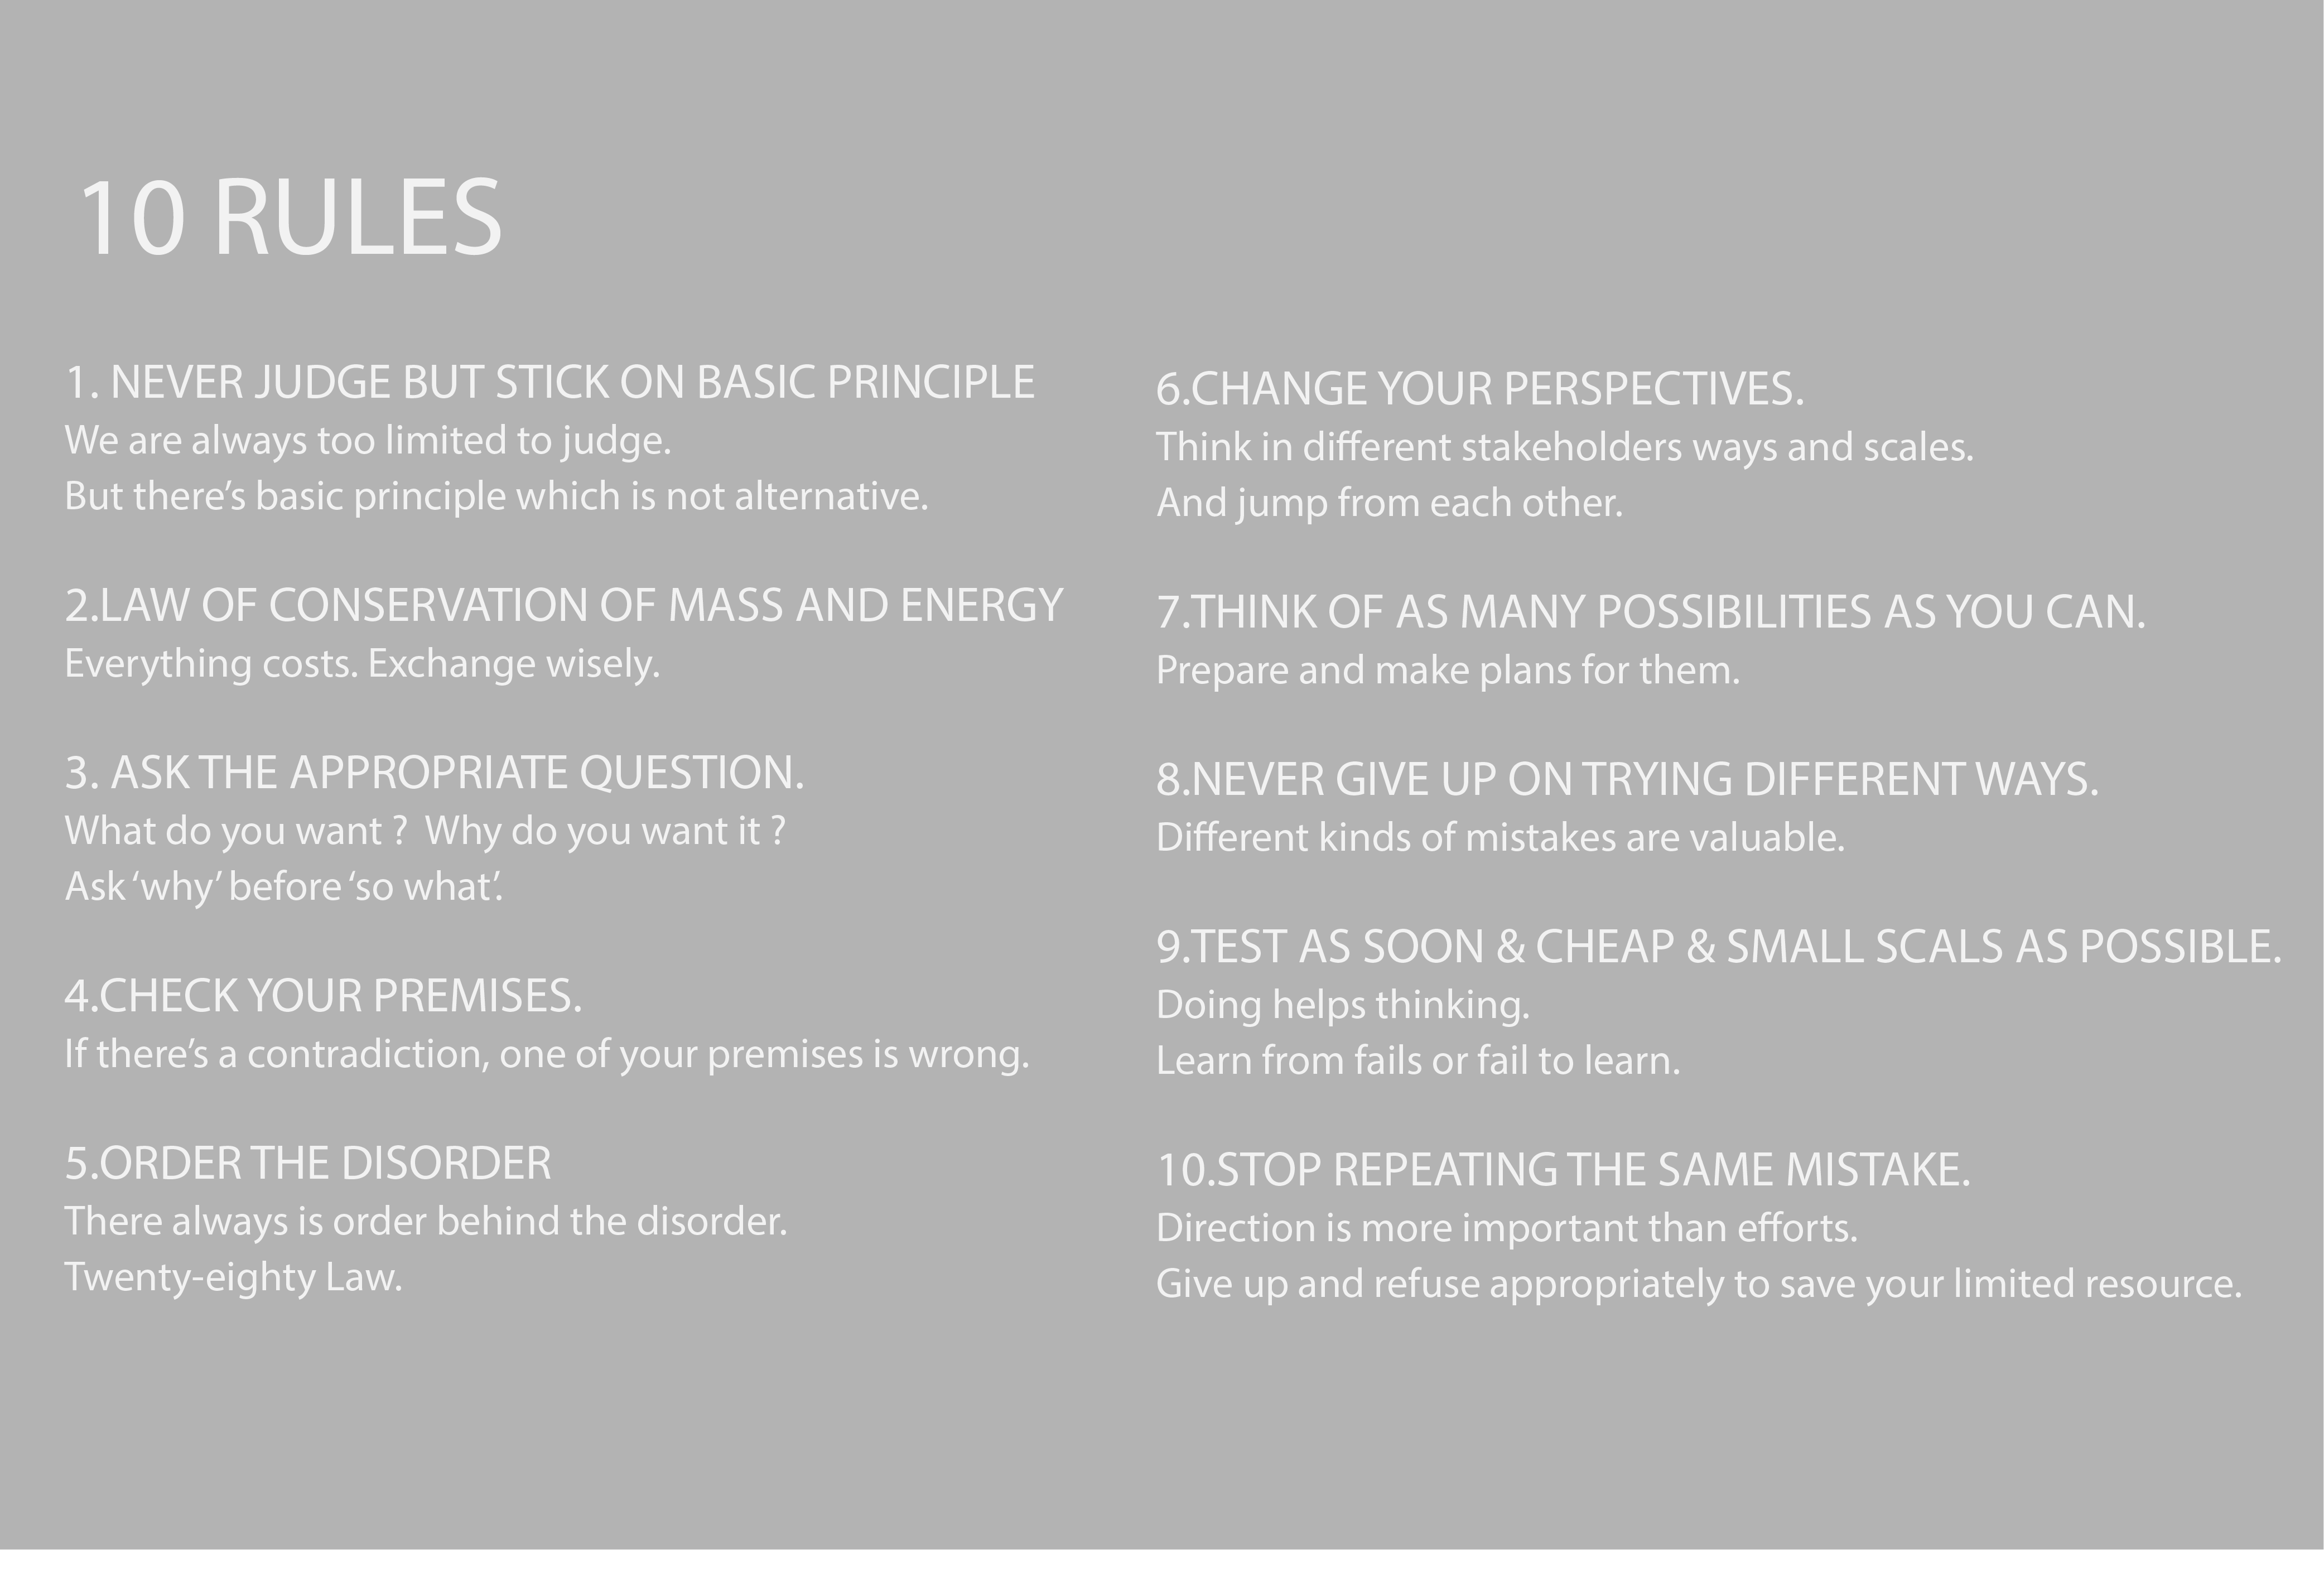 10 RULES
1. NEVER JUDGE BUT STICK ON BASIC PRINCIPLE
We are always too limited to judge.
But there’s basic principle which is not alternative.
2.LAW OF CONSERVATION OF MASS AND ENERGY
Everything costs. Exchange wisely.
3. ASK THE APPROPRIATE QUESTION.
What do you want ?  Why do you want it ?
Ask ‘why’ before ‘so what’.
4.CHECK YOUR PREMISES.
If there’s a contradiction, one of your premises is wrong.
5.ORDER THE DISORDER
There always is order behind the disorder.
Twenty-eighty Law.
6.CHANGE YOUR PERSPECTIVES.
Think in different stakeholders ways and scales.
And jump from each other.
7.THINK OF AS MANY POSSIBILITIES AS YOU CAN.
Prepare and make plans for them.
8.NEVER GIVE UP ON TRYING DIFFERENT WAYS.
Different kinds of mistakes are valuable.
9.TEST AS SOON & CHEAP & SMALL SCALS AS POSSIBLE.
Doing helps thinking.
Learn from fails or fail to learn.
10.STOP REPEATING THE SAME MISTAKE.
Direction is more important than efforts.
Give up and refuse appropriately to save your limited resource.